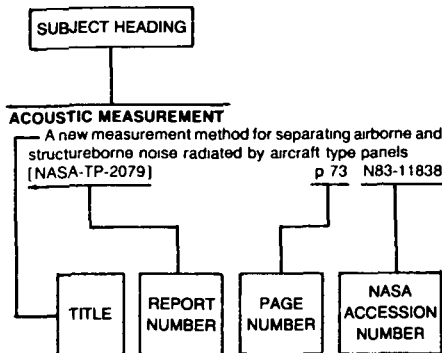 SUBJECT HEADING
ACOUSTIC MEASUREMENT
A new measurement method for separating airborne and
structureborne noise radiated by aircraft type panels
[NASA-TP-2079] p 73 N83-11838
TITLE
REPORT
NUMBER
PAGE
NUMBER
NASA
ACCESSION
NUMBER